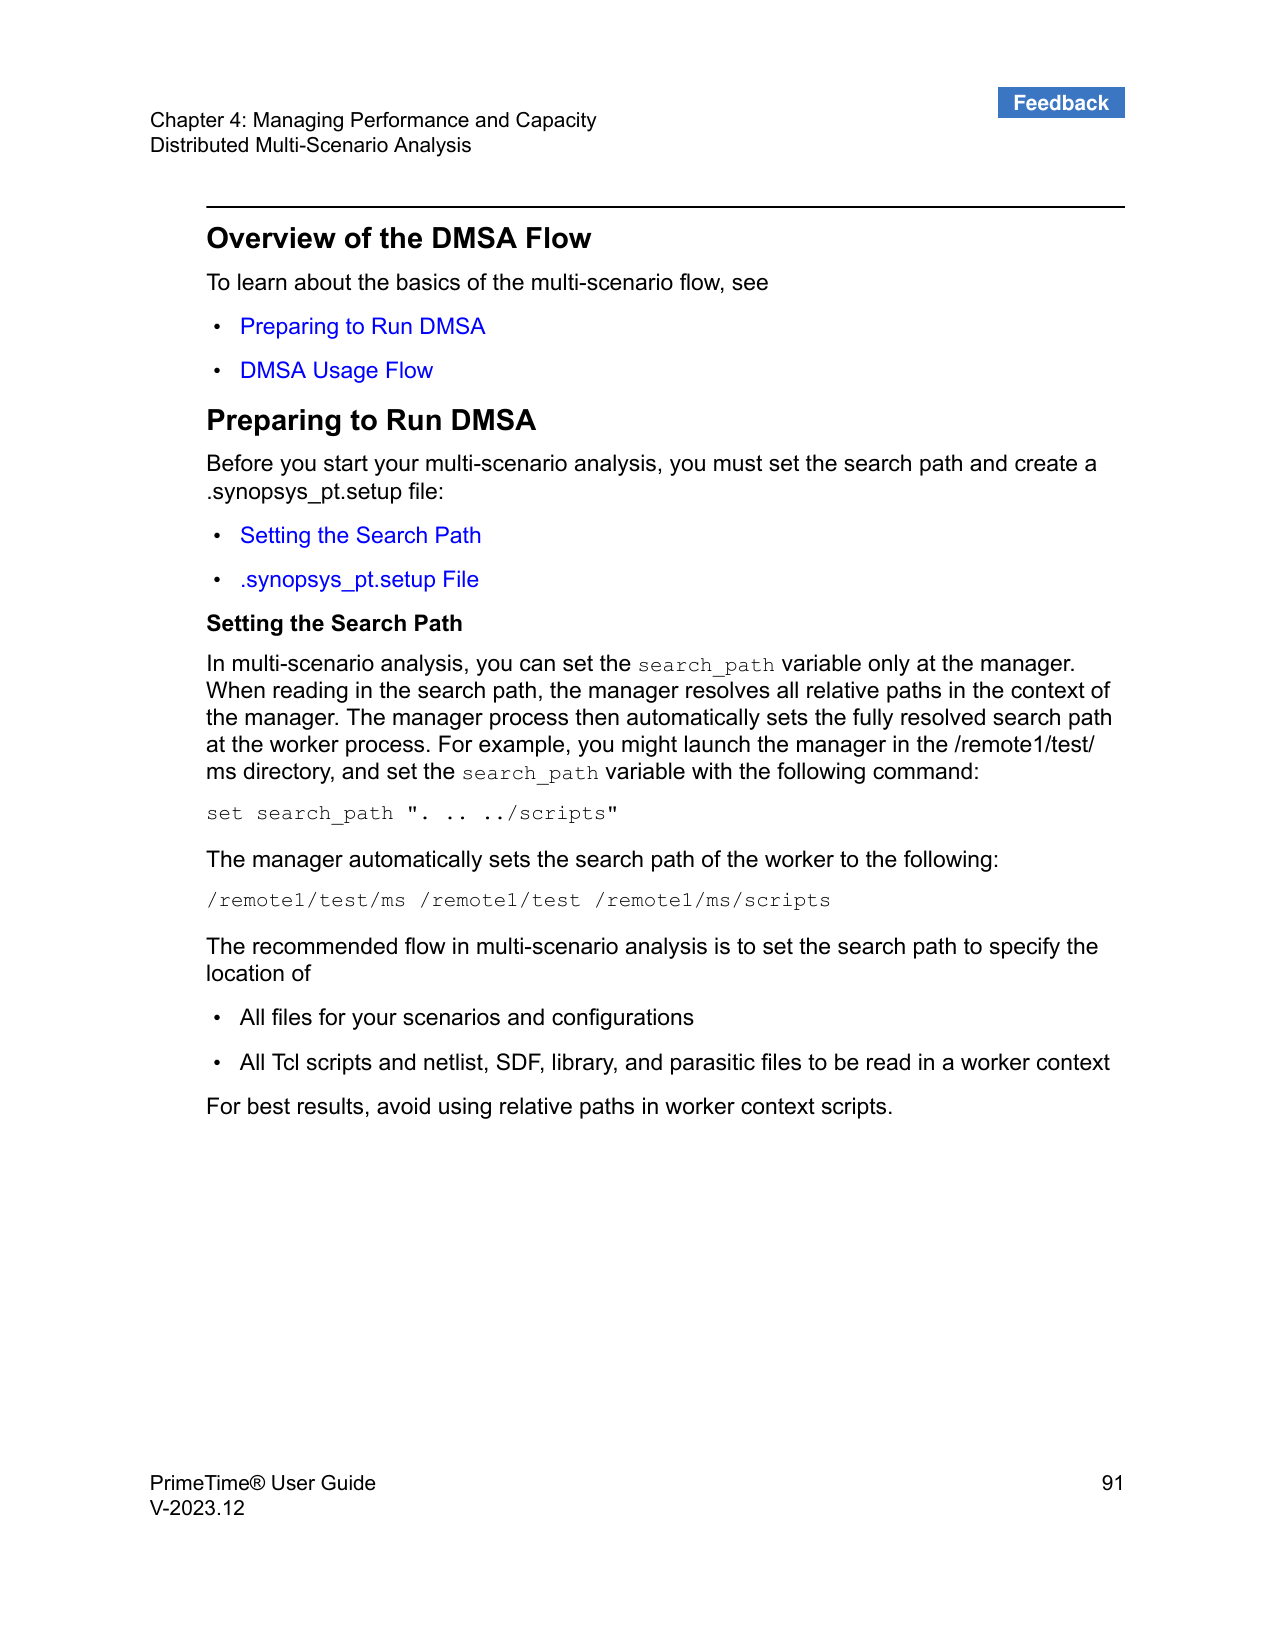 Feedback
Chapter 4: Managing Performance and Capacity
Distributed Multi-Scenario Analysis
Overview of the DMSA Flow
To learn about the basics of the multi-scenario flow, see
• Preparing to Run DMSA
• DMSA Usage Flow
Preparing to Run DMSA
Before you start your multi-scenario analysis, you must set the search path and create a
.synopsys_pt.setup file:
• Setting the Search Path
• .synopsys_pt.setup File
Setting the Search Path
In multi-scenario analysis, you can set the search_path variable only at the manager.
When reading in the search path, the manager resolves all relative paths in the context of
the manager. The manager process then automatically sets the fully resolved search path
at the worker process. For example, you might launch the manager in the /remote1/test/
ms directory, and set the search_path variable with the following command:
set search_path ". .. ../scripts"
The manager automatically sets the search path of the worker to the following:
/remote1/test/ms /remote1/test /remote1/ms/scripts
The recommended flow in multi-scenario analysis is to set the search path to specify the
location of
• All files for your scenarios and configurations
• All Tcl scripts and netlist, SDF, library, and parasitic files to be read in a worker context
For best results, avoid using relative paths in worker context scripts.
PrimeTime® User Guide 91
V-2023.12